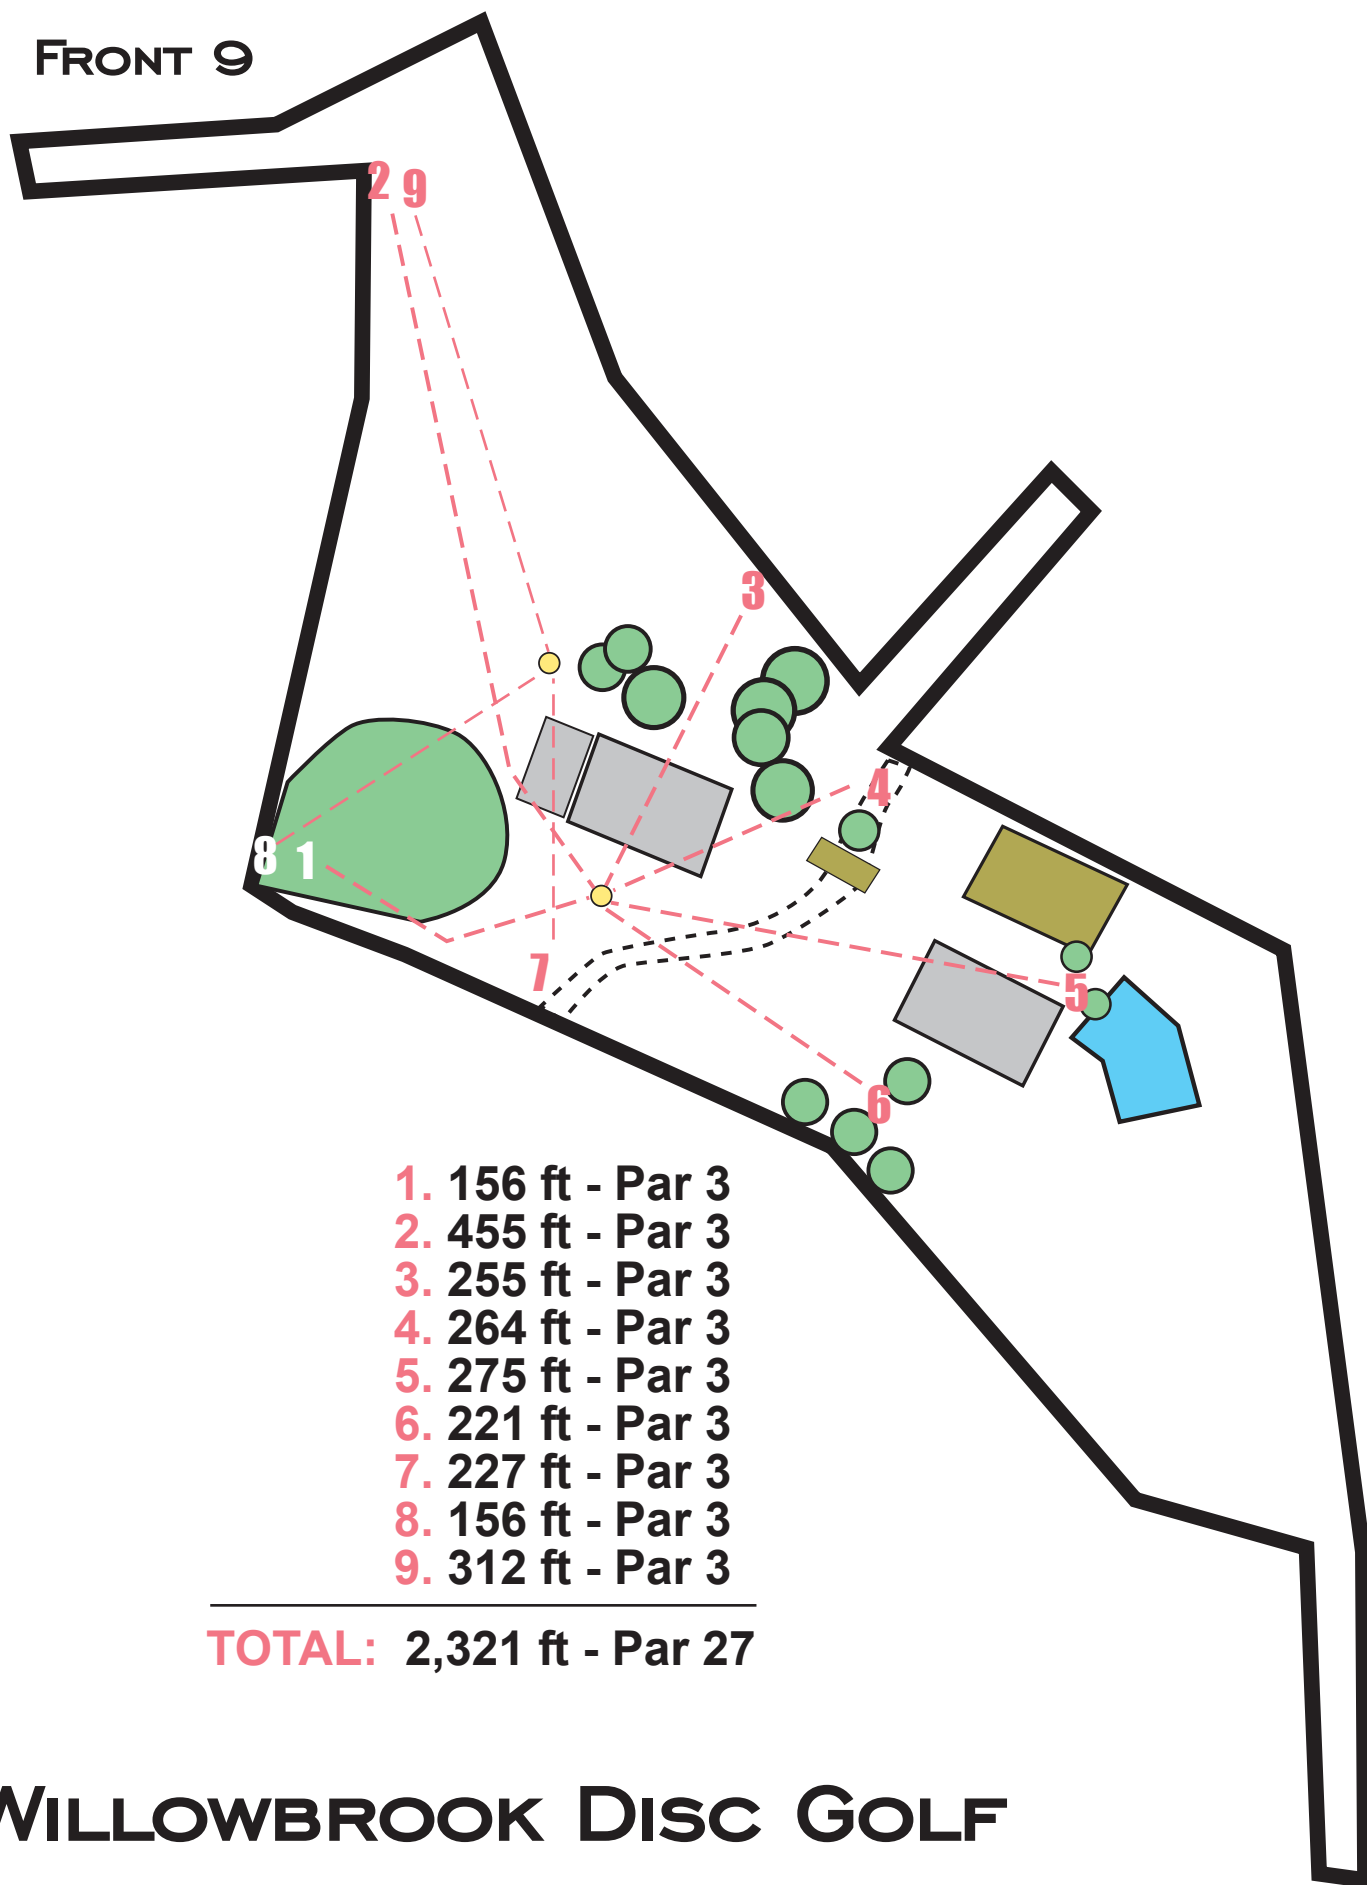 FRONT 9
2 9
3
4
8 1
7
5
6
1. 156 ft - Par 3
2. 455 ft - Par 3
3. 255 ft - Par 3
4. 264 ft - Par 3
5. 275 ft - Par 3
6. 221 ft - Par 3
7. 227 ft - Par 3
8. 156 ft - Par 3
9. 312 ft - Par 3
TOTAL: 2,321 ft - Par 27
WILLOWBROOK DISC GOLF